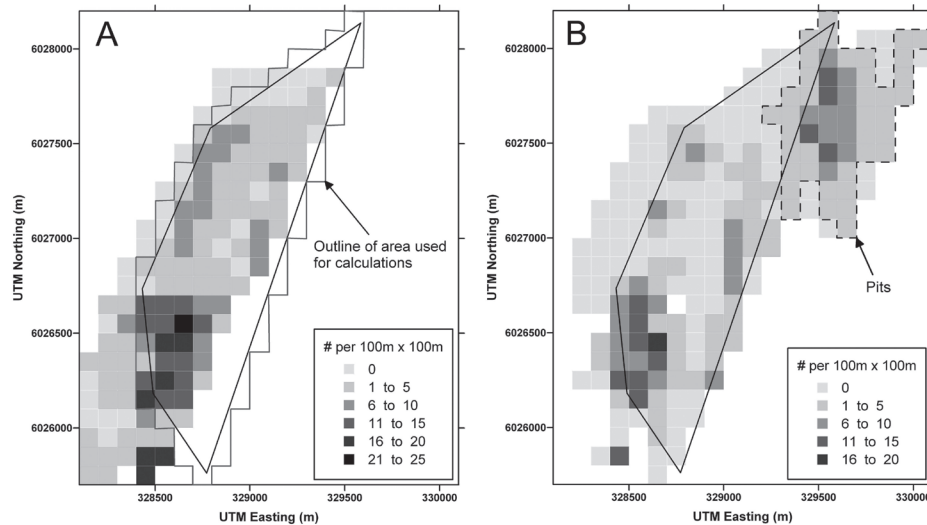 A
6028000
6027500
6027000
6026500
6026000
UTM Northing (m)
328500
329000
329500
330000
UTM Easting (m)
Outline of area used
for calculations
# per 100m x 100m
0
1 to 5
6 to 10
11 to 15
16 to 20
21 to 25
B
6028000
6027500
6027000
6026500
6026000
UTM Northing (m)
328500
329000
329500
330000
UTM Easting (m)
Pits
# per 100m x 100m
0
1 to 5
6 to 10
11 to 15
16 to 20